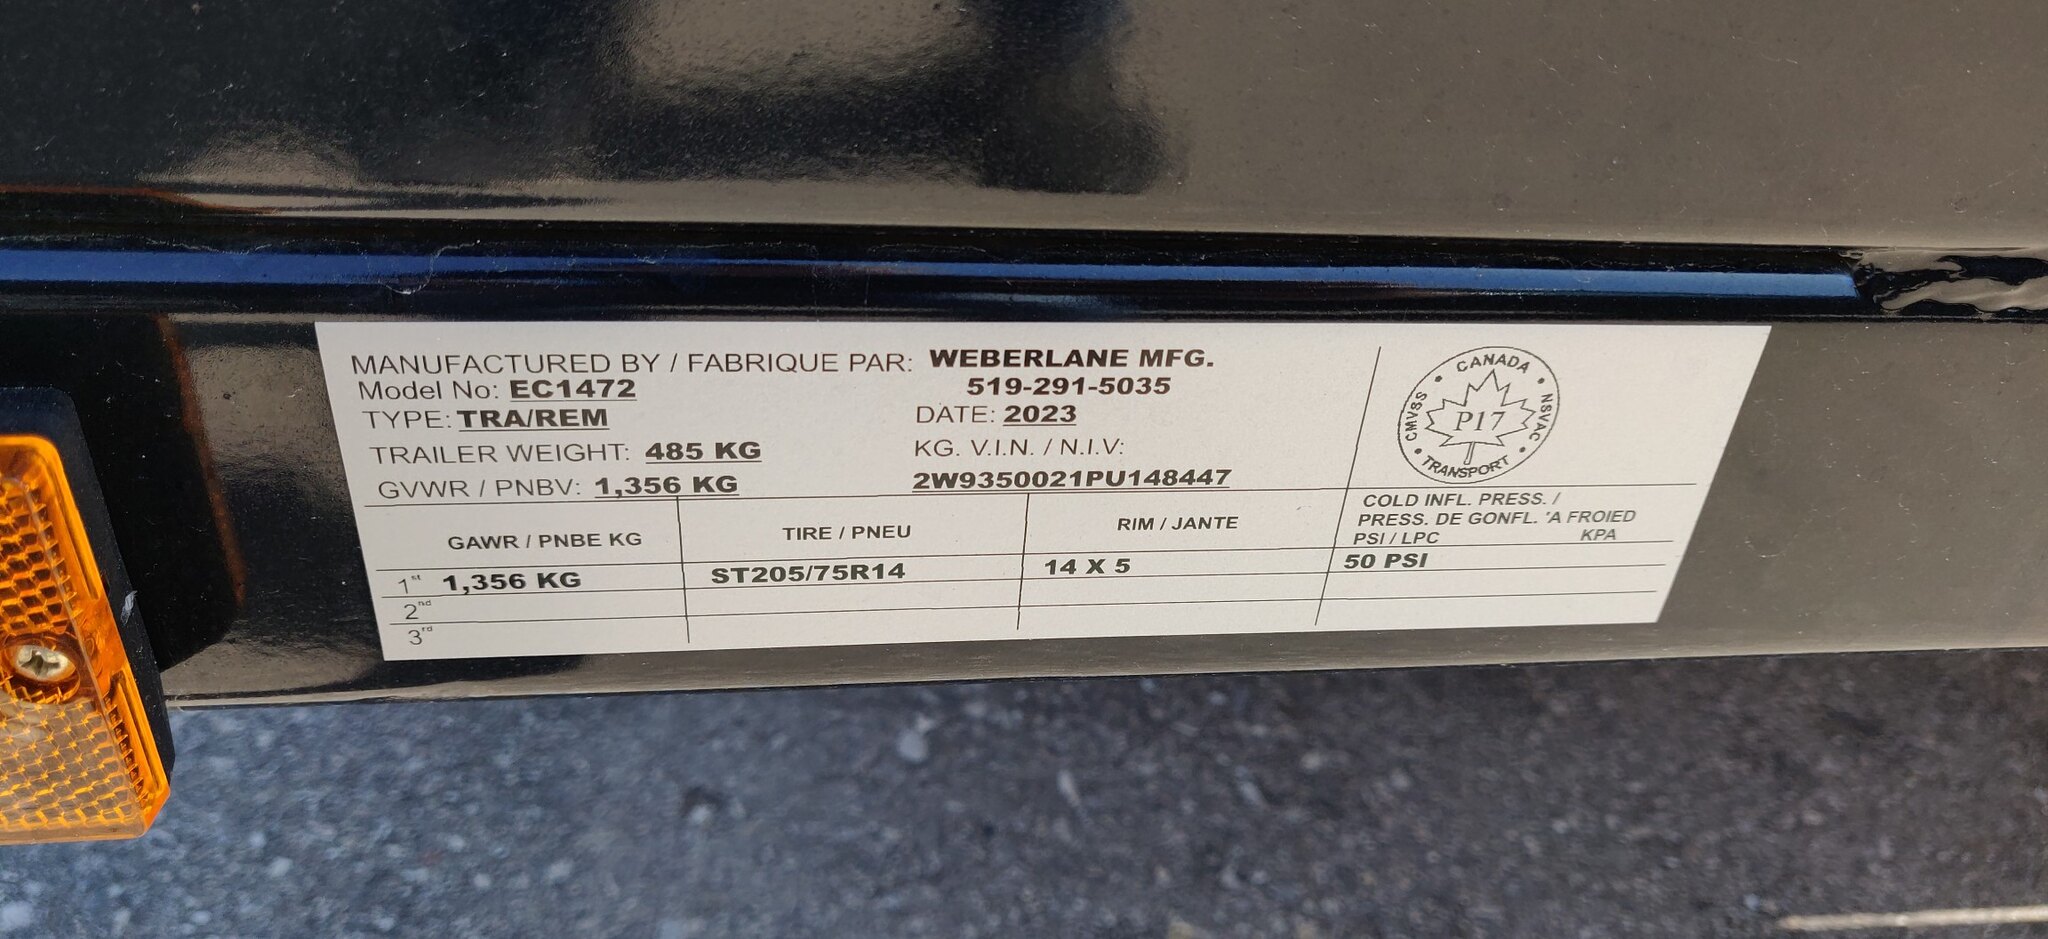 MANUFACTURED BY / FABRIQUE PAR: WEBERLANE MFG.
Model No: EC1472 519-291-5035
TYPE: TRA/REM DATE: 2023
TRAILER WEIGHT: 485 KG KG. V.I.N. / N.I.V:
GVWR / PNBV: 1,356 KG 2W9350021PU148447
CANADA
CMVSS P17 NSVAC
TRANSPORT
GAWR / PNBE KG TIRE / PNEU RIM / JANTE COLD INFL. PRESS. /
PRESS. DE GONFL. 'A FROIED
PSI / LPC KPA
1st 1,356 KG ST205/75R14 14 X 5 50 PSI
2nd
3rd